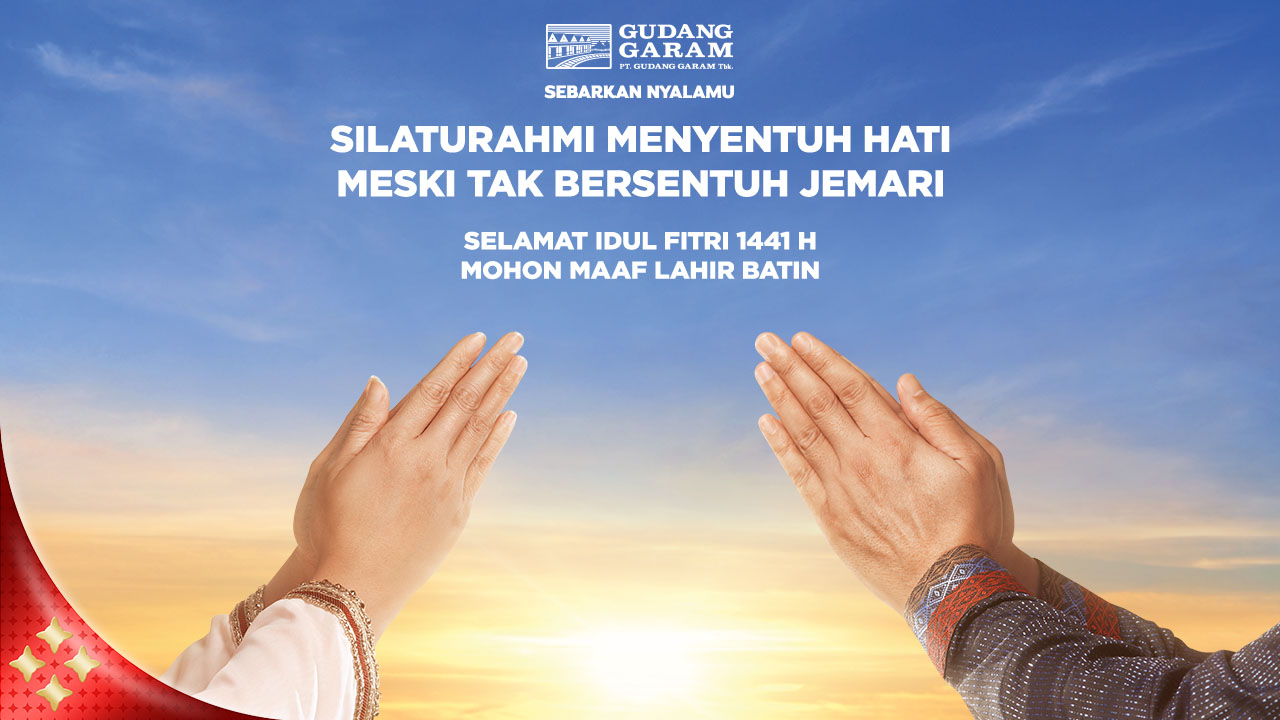 GUDANG
GARAM
PT. GUDANG GARAM Tbk.
SEBARKAN NYALAMU
SILATURAHMI MENYENTUH HATI
MESKI TAK BERSENTUH JEMARI
SELAMAT IDUL FITRI 1441 H
MOHON MAAF LAHIR BATIN